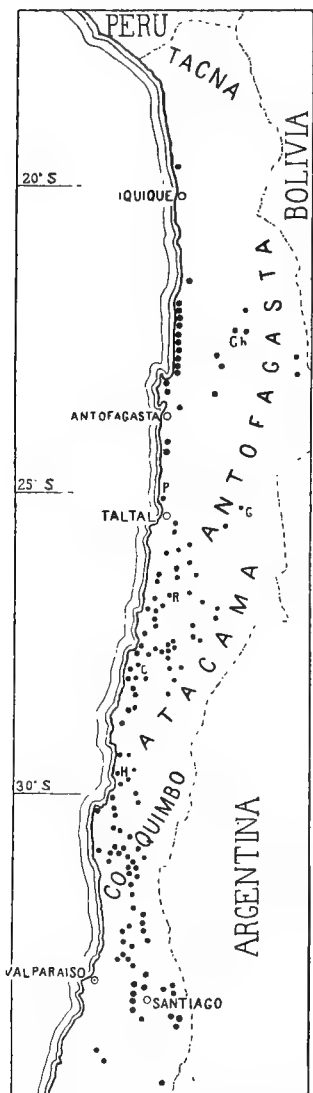 PERU
TACNA
BOLIVIA
20° S
IQUIQUE
ANTOFAGASTA
Ch
ANTOFAGASTA
P
25° S
G
TALTAL
R
ATACAMA
C
H
30° S
COQUIMBO
ARGENTINA
VALPARAISO
SANTIAGO